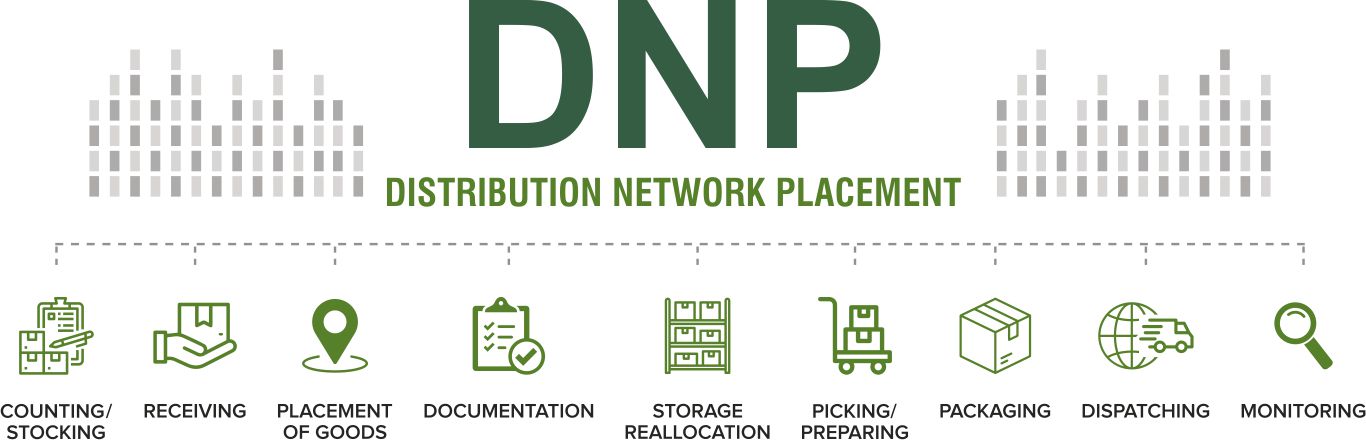 DNP
DISTRIBUTION NETWORK PLACEMENT
COUNTING/
STOCKING
RECEIVING
PLACEMENT
OF GOODS
DOCUMENTATION
STORAGE
REALLOCATION
PICKING/
PREPARING
PACKAGING
DISPATCHING
MONITORING